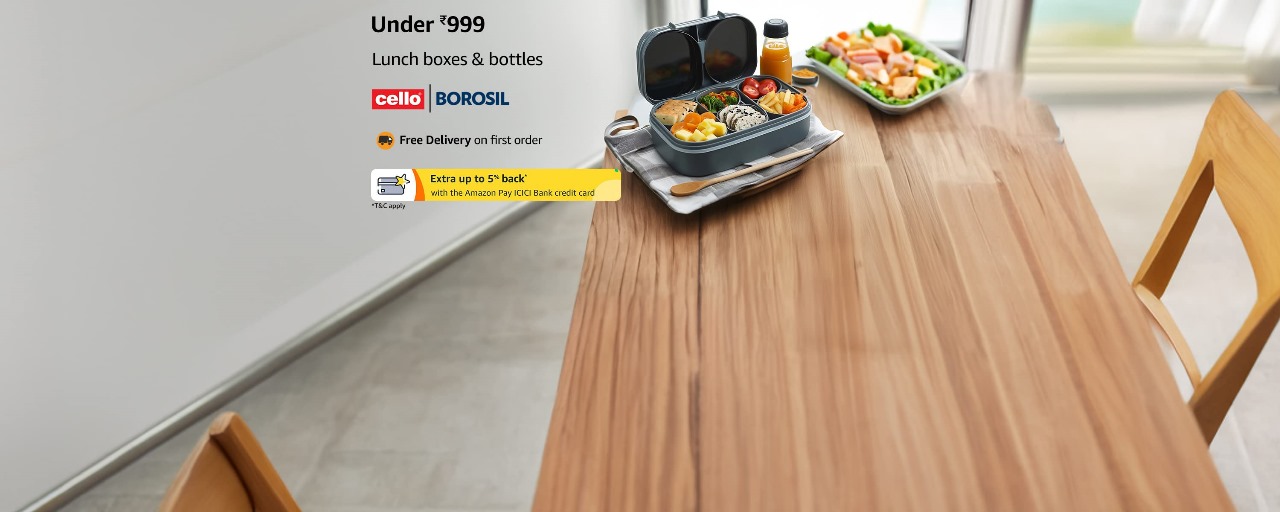 Under ₹999
Lunch boxes & bottles
cello | BOROSIL
Free Delivery on first order
Extra up to 5% back*
with the Amazon Pay ICICI Bank credit card
*T&C apply